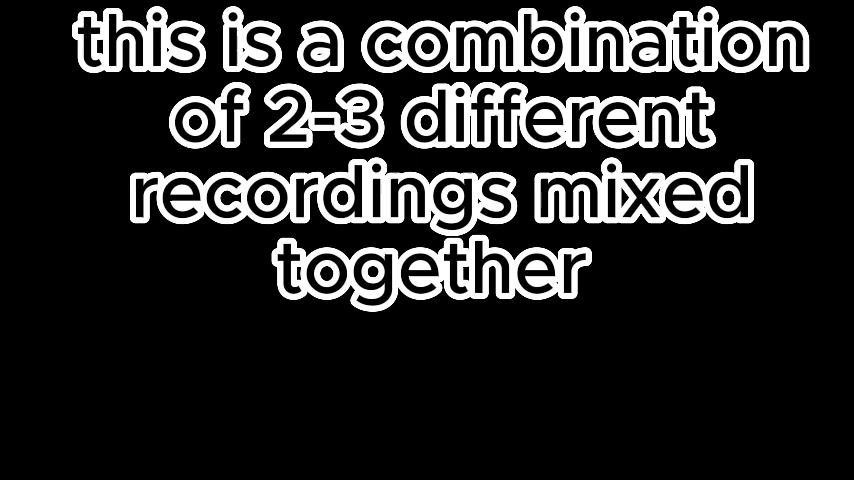 this is a combination
of 2-3 different
recordings mixed
together